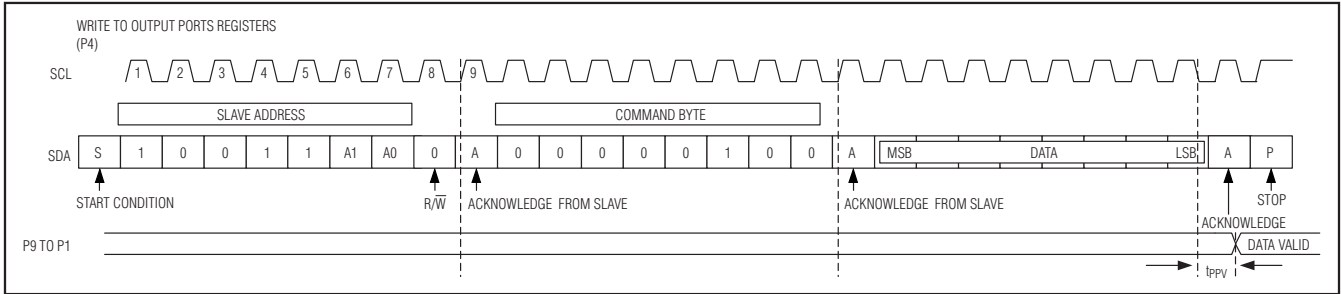 WRITE TO OUTPUT PORTS REGISTERS
(P4)
SCL 1 2 3 4 5 6 7 8 9
SLAVE ADDRESS COMMAND BYTE
SDA S 1 0 0 1 1 A1 A0 0 A 0 0 0 0 0 1 0 0 A MSB DATA LSB A P
START CONDITION R/W̅ ACKNOWLEDGE FROM SLAVE ACKNOWLEDGE FROM SLAVE STOP
ACKNOWLEDGE
P9 TO P1 DATA VALID
tPPV